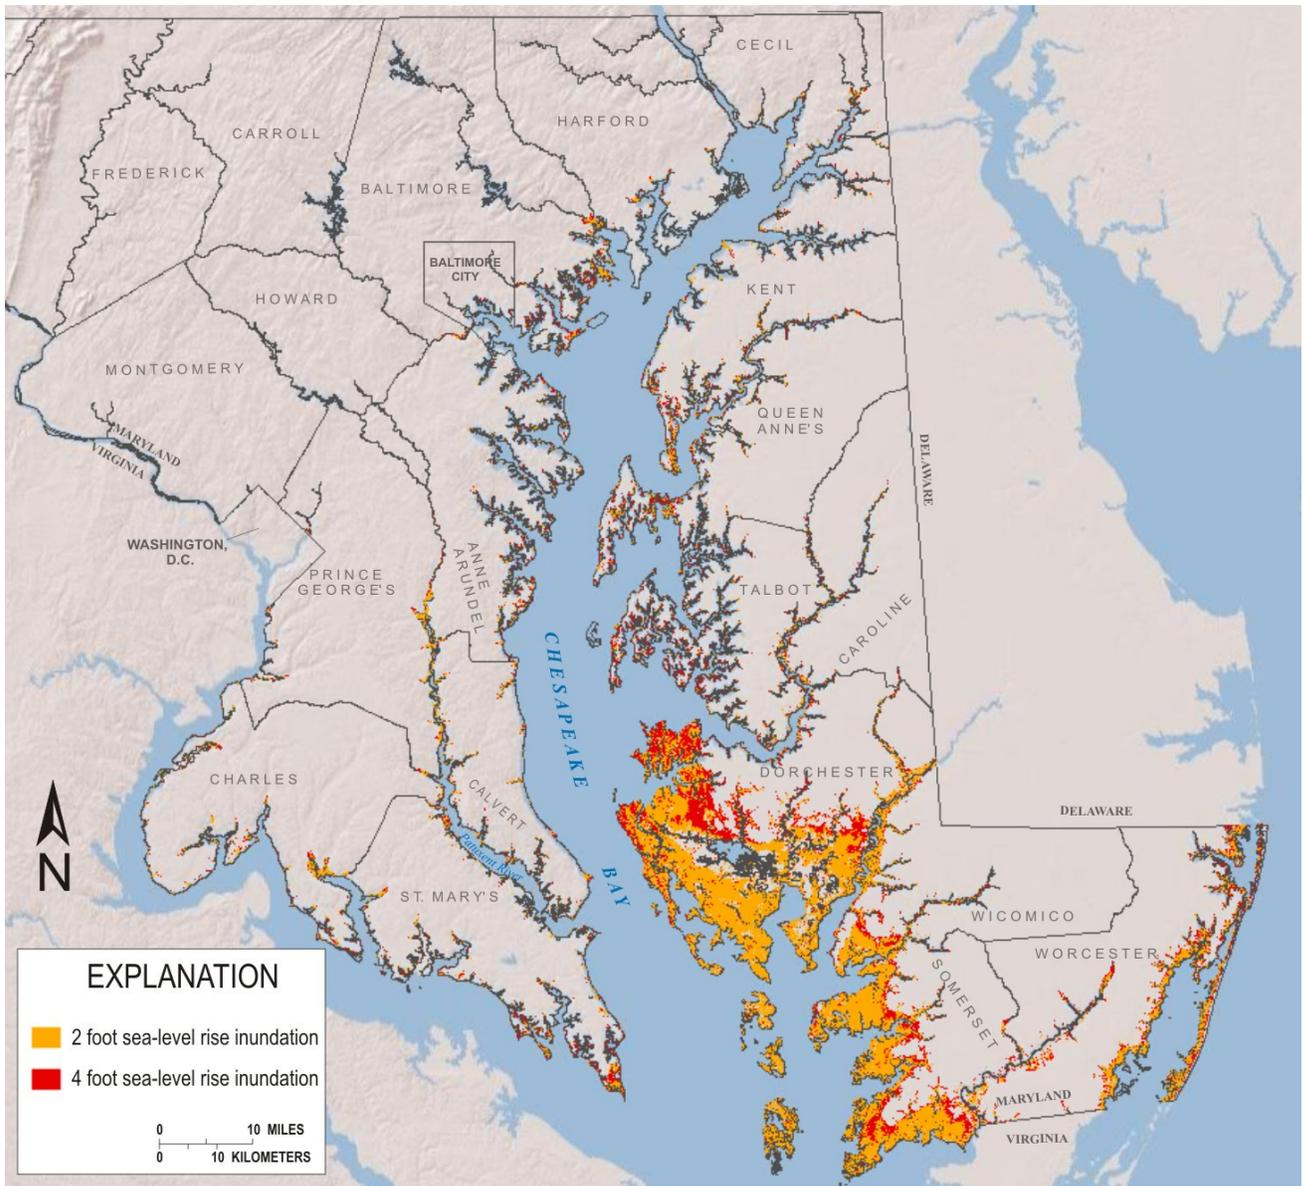 CECIL
HARFORD
CARROLL
FREDERICK
BALTIMORE
BALTIMORE
CITY
KENT
HOWARD
MONTGOMERY
QUEEN
ANNE'S
MARYLAND
VIRGINIA
DELAWARE
WASHINGTON,
D.C.
PRINCE
GEORGE'S
ANNE
ARUNDEL
TALBOT
CAROLINE
CHESAPEAKE
BAY
CHARLES
CALVERT
DORCHESTER
DELAWARE
Patuxent River
ST. MARY'S
WICOMICO
WORCESTER
SOMERSET
MARYLAND
VIRGINIA
N
EXPLANATION
2 foot sea-level rise inundation
4 foot sea-level rise inundation
0 10 MILES
0 10 KILOMETERS